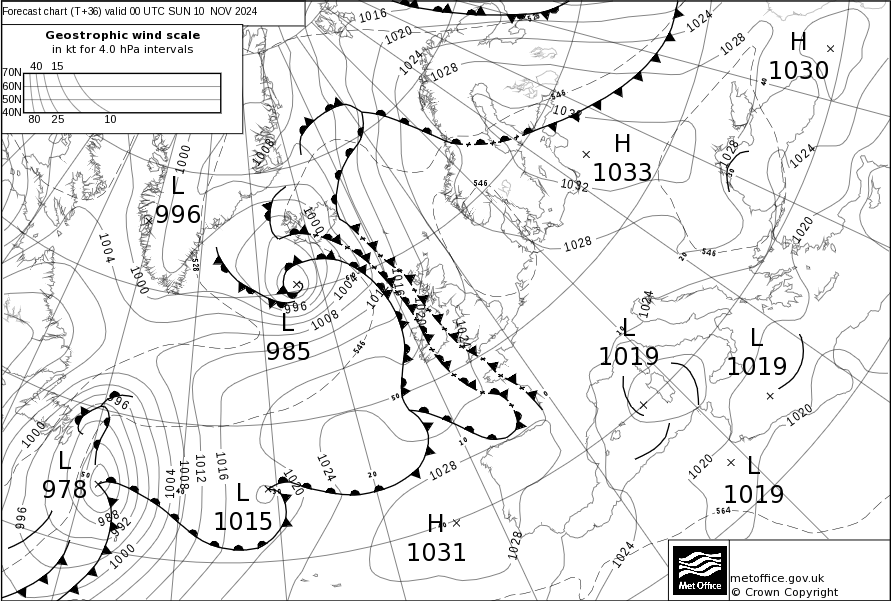 Forecast chart (T+36) valid 00 UTC SUN 10 NOV 2024
Geostrophic wind scale
in kt for 4.0 hPa intervals
40 15
70N
60N
50N
40N
80 25 10
1016
1020
1024
1028
1024
1028
H
1030
546
H
1033
1032
1028
1024
1020
1028
546
546
1008
1000
L
996
1004
1000
528
1000
1004
1008
996
L
985
546
1016
1024
L
1019
L
1019
1020
1020
L
1019
564
1024
1028
1028
H
1031
1024
1020
L
1015
1016
1012
1008
1004
996
1000
L
978
988
992
1000
996
50
20
10
50
40
20
metoffice.gov.uk
© Crown Copyright
Met Office